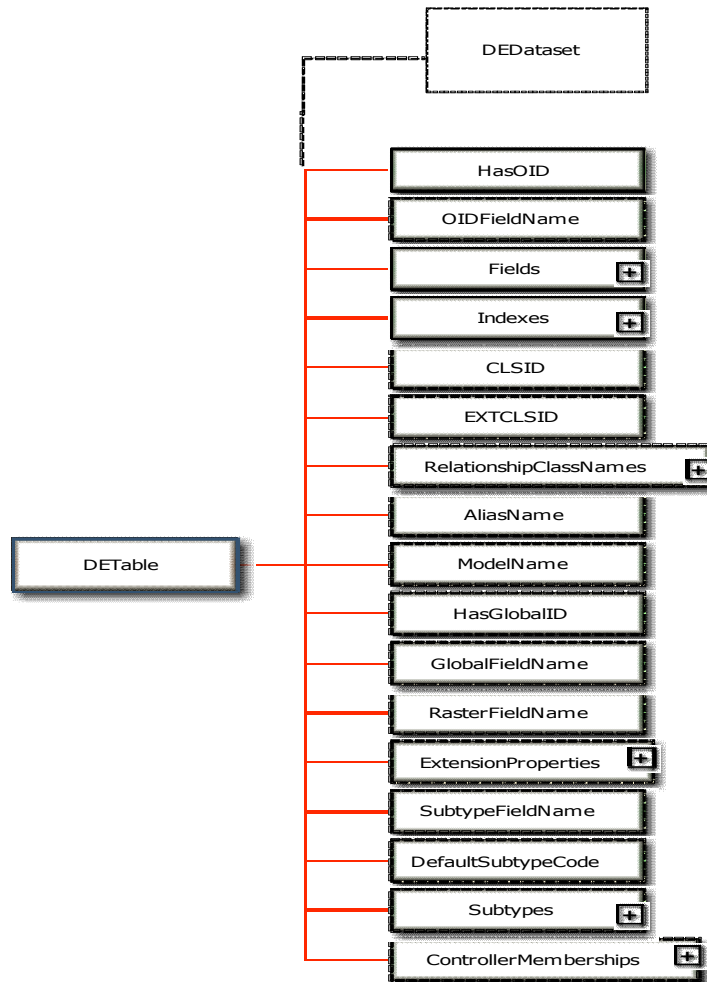 DEDataset
HasOID
OIDFieldName
Fields
Indexes
CLSID
EXTCLSID
RelationshipClassNames
AliasName
DETable
ModelName
HasGlobalID
GlobalFieldName
RasterFieldName
ExtensionProperties
SubtypeFieldName
DefaultSubtypeCode
Subtypes
ControllerMemberships